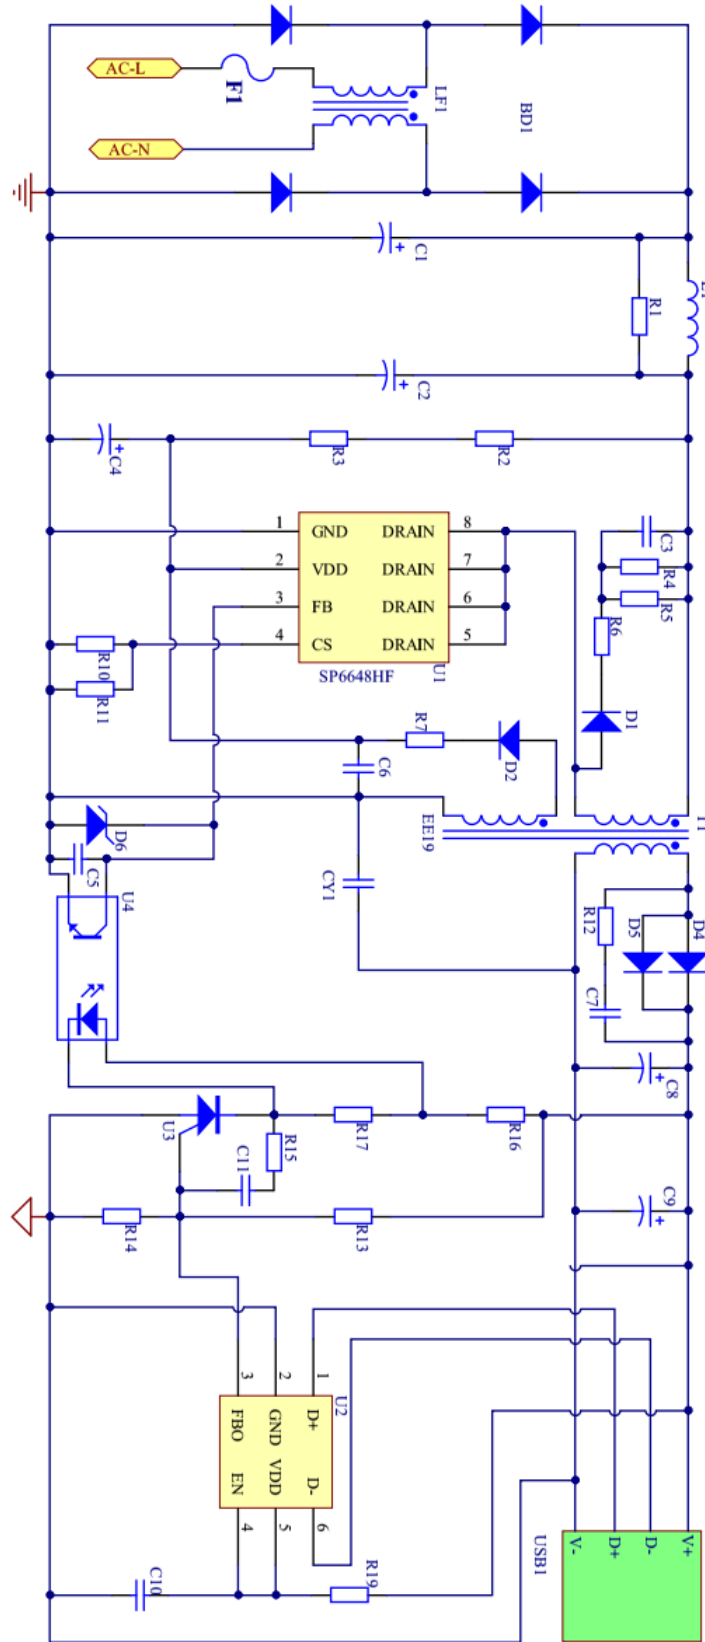 AC-L
F1
LF1
BD1
AC-N
C1
R1
C2
C4
R3
R2
1 GND DRAIN 8
2 VDD DRAIN 7
3 FB DRAIN 6
4 CS DRAIN 5
SP6648HF
U1
C3
R4
R5
R6
R10
R11
D1
R7
D2
C6
EE19
D6
C5
U4
CY1
R12
D5
D4
C7
C8
U3
R17
R16
R15
C11
C9
R14
R13
3 2 1
U2
FBO GND D+
EN VDD D-
4 5 6
C10
R19
USB1
V- D+ D- V+